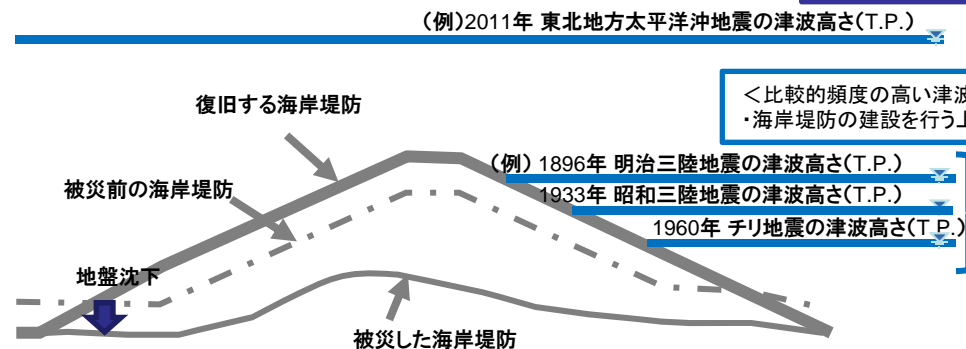 (例)2011年 東北地方太平洋沖地震の津波高さ(T.P.)
<比較的頻度の高い津波
・海岸堤防の建設を行う上
復旧する海岸堤防
(例) 1896年 明治三陸地震の津波高さ(T.P.)
被災前の海岸堤防
1933年 昭和三陸地震の津波高さ(T.P.)
1960年 チリ地震の津波高さ(T.P.)
地盤沈下
被災した海岸堤防